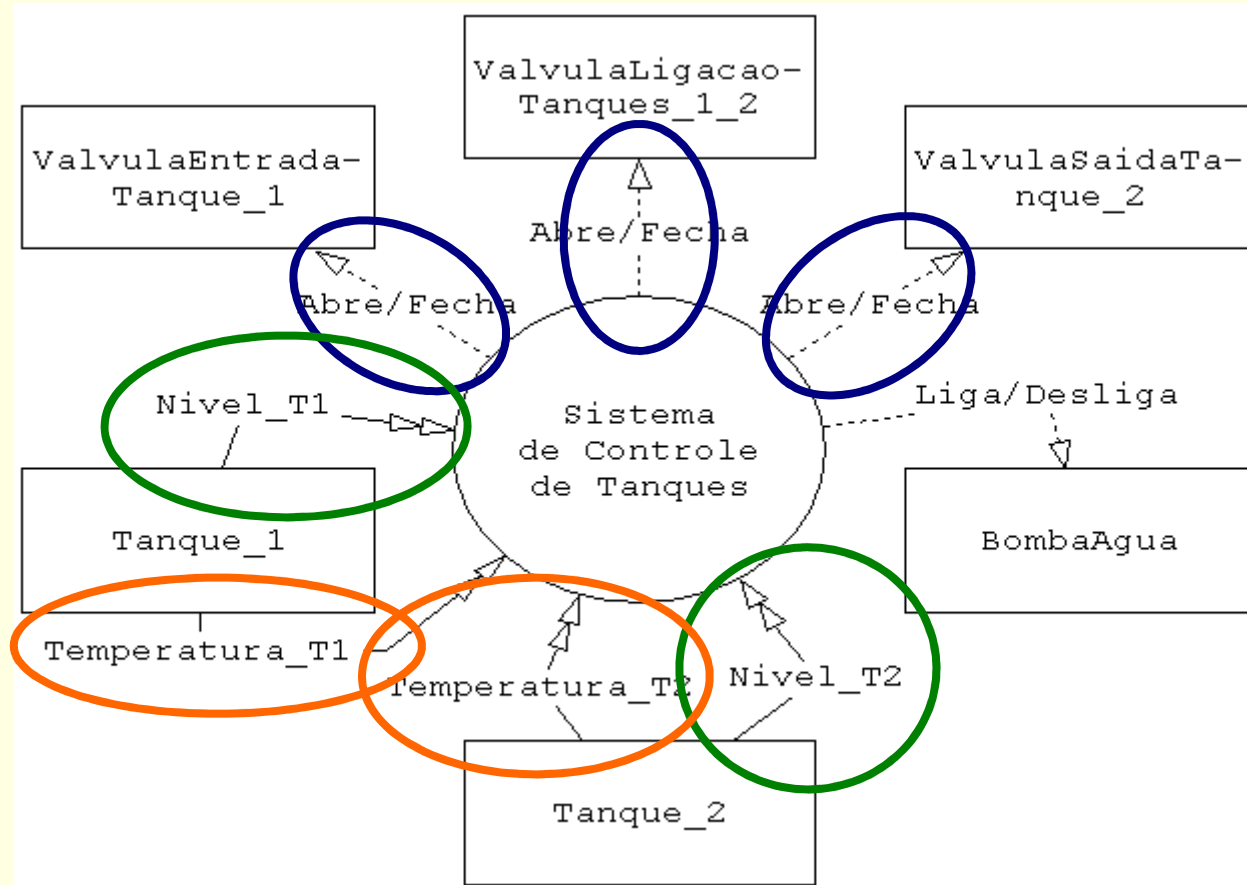 ValvulaLigacao-
Tanques_1_2
ValvulaEntrada-
Tanque_1
ValvulaSaidaTa-
nque_2
Abre/Fecha
Abre/Fecha
Abre/Fecha
Nivel_T1
Liga/Desliga
Sistema
de Controle
de Tanques
Tanque_1
BombaAgua
Temperatura_T1
Temperatura_T2
Nivel_T2
Tanque_2